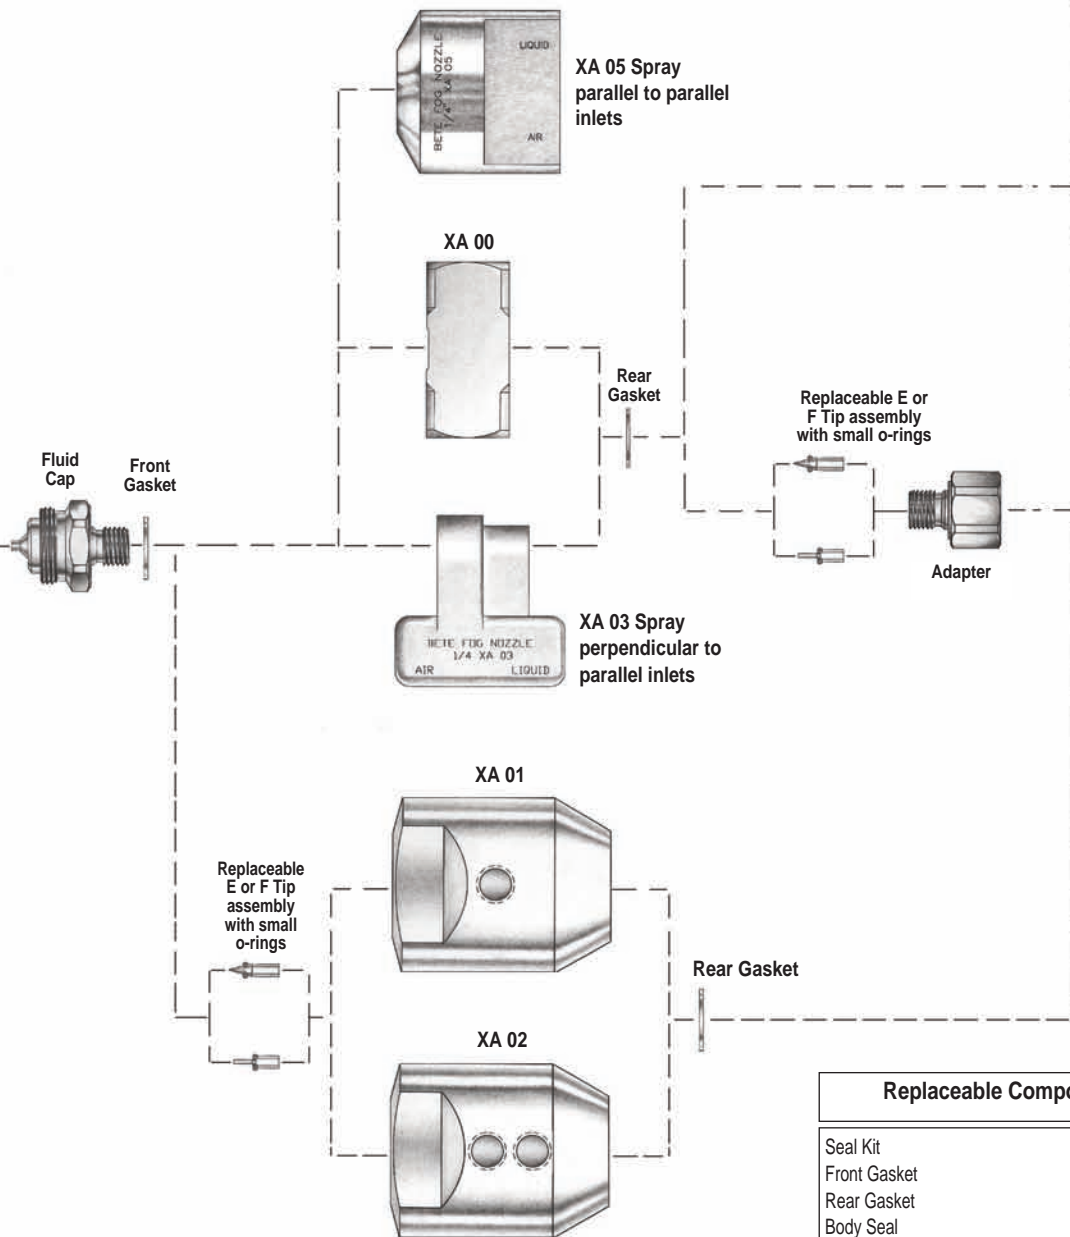 LIQUID
BETE FOG NOZZLE
1/4" XA 05
AIR
XA 05 Spray
parallel to parallel
inlets
XA 00
Rear
Gasket
Replaceable E or
F Tip assembly
with small o-rings
Fluid
Cap
Front
Gasket
Adapter
BETE FOG NOZZLE
1/4 XA 03
AIR LIQUID
XA 03 Spray
perpendicular to
parallel inlets
XA 01
Replaceable
E or F Tip
assembly
with small
o-rings
Rear Gasket
XA 02
Replaceable Compo
Seal Kit
Front Gasket
Rear Gasket
Body Seal